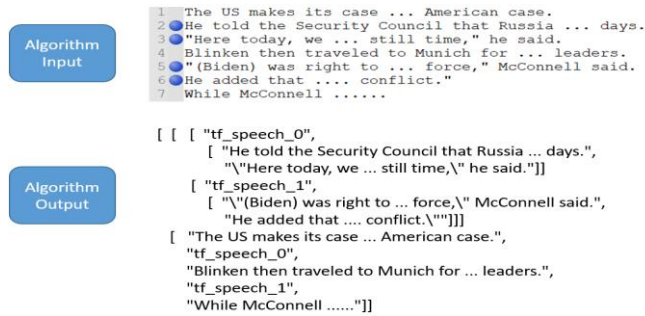 Algorithm
Input
1 The US makes its case ... American case.
2 He told the Security Council that Russia ... days.
3 "Here today, we ... still time," he said.
4 Blinken then traveled to Munich for ... leaders.
5 "(Biden) was right to ... force," McConnell said.
6 He added that .... conflict."
7 While McConnell ......
Algorithm
Output
[ [ [ "tf_speech_0",
[ "He told the Security Council that Russia ... days.",
"\"Here today, we ... still time,\" he said."]]
[ "tf_speech_1",
[ "\"(Biden) was right to ... force,\" McConnell said.",
"He added that .... conflict.\""]]]
[ "The US makes its case ... American case.",
"tf_speech_0",
"Blinken then traveled to Munich for ... leaders.",
"tf_speech_1",
"While McConnell ......"]]